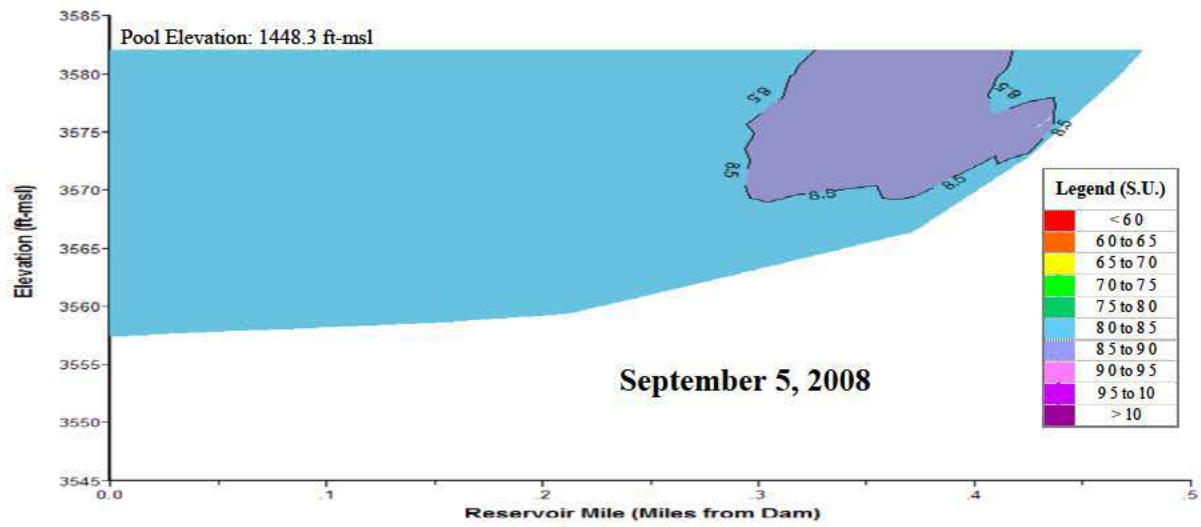 3585
Pool Elevation: 1448.3 ft-msl
3580
3575
3570
3565
3560
3555
3550
3545
Elevation (ft-msl)
8.5
8.5
8.5
8.5
8.5
8.5
Legend (S.U.)
< 6 0
6 0 to 6 5
6 5 to 7 0
7 0 to 7 5
7 5 to 8 0
8 0 to 8 5
8 5 to 9 0
9 0 to 9 5
9 5 to 10
> 10
September 5, 2008
0.0 .1 .2 .3 .4 .5
Reservoir Mile (Miles from Dam)